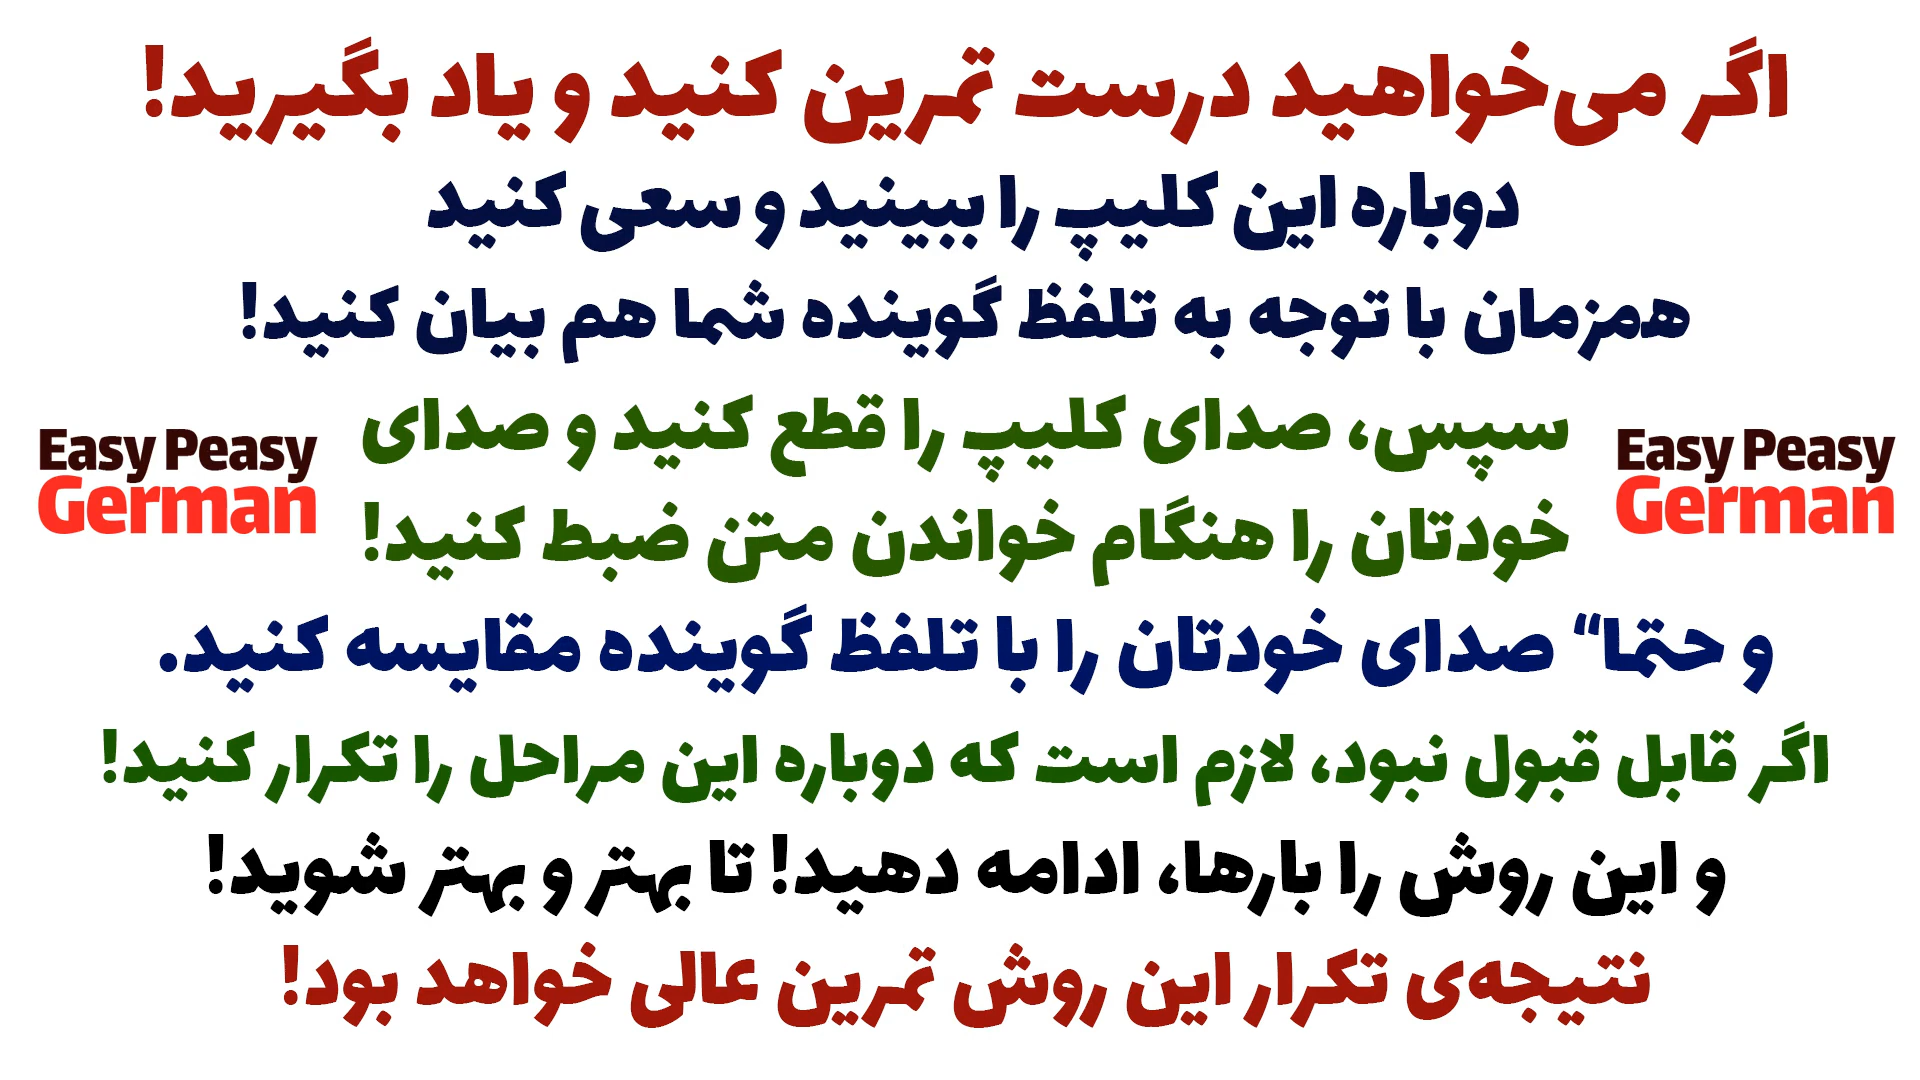 اگر می‌خواهید درست تمرین کنید و یاد بگیرید!
دوباره این کلیپ را ببینید و سعی کنید
همزمان با توجه به تلفظ گوینده شما هم بیان کنید!
سپس، صدای کلیپ را قطع کنید و صدای
خودتان را هنگام خواندن متن ضبط کنید!
Easy Peasy
German
Easy Peasy
German
و حتما“ صدای خودتان را با تلفظ گوینده مقایسه کنید.
اگر قابل قبول نبود، لازم است که دوباره این مراحل را تکرار کنید!
و این روش را بارها، ادامه دهید! تا بهتر و بهتر شوید!
نتیجه‌ی تکرار این روش تمرین عالی خواهد بود!